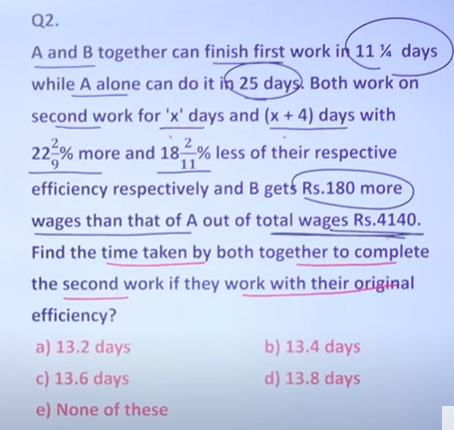 Q2.
A and B together can finish first work in 11 ¼ days
while A alone can do it in 25 days. Both work on
second work for 'x' days and (x + 4) days with
22 2/9% more and 18 2/11% less of their respective
efficiency respectively and B gets Rs.180 more
wages than that of A out of total wages Rs.4140.
Find the time taken by both together to complete
the second work if they work with their original
efficiency?
a) 13.2 days
b) 13.4 days
c) 13.6 days
d) 13.8 days
e) None of these